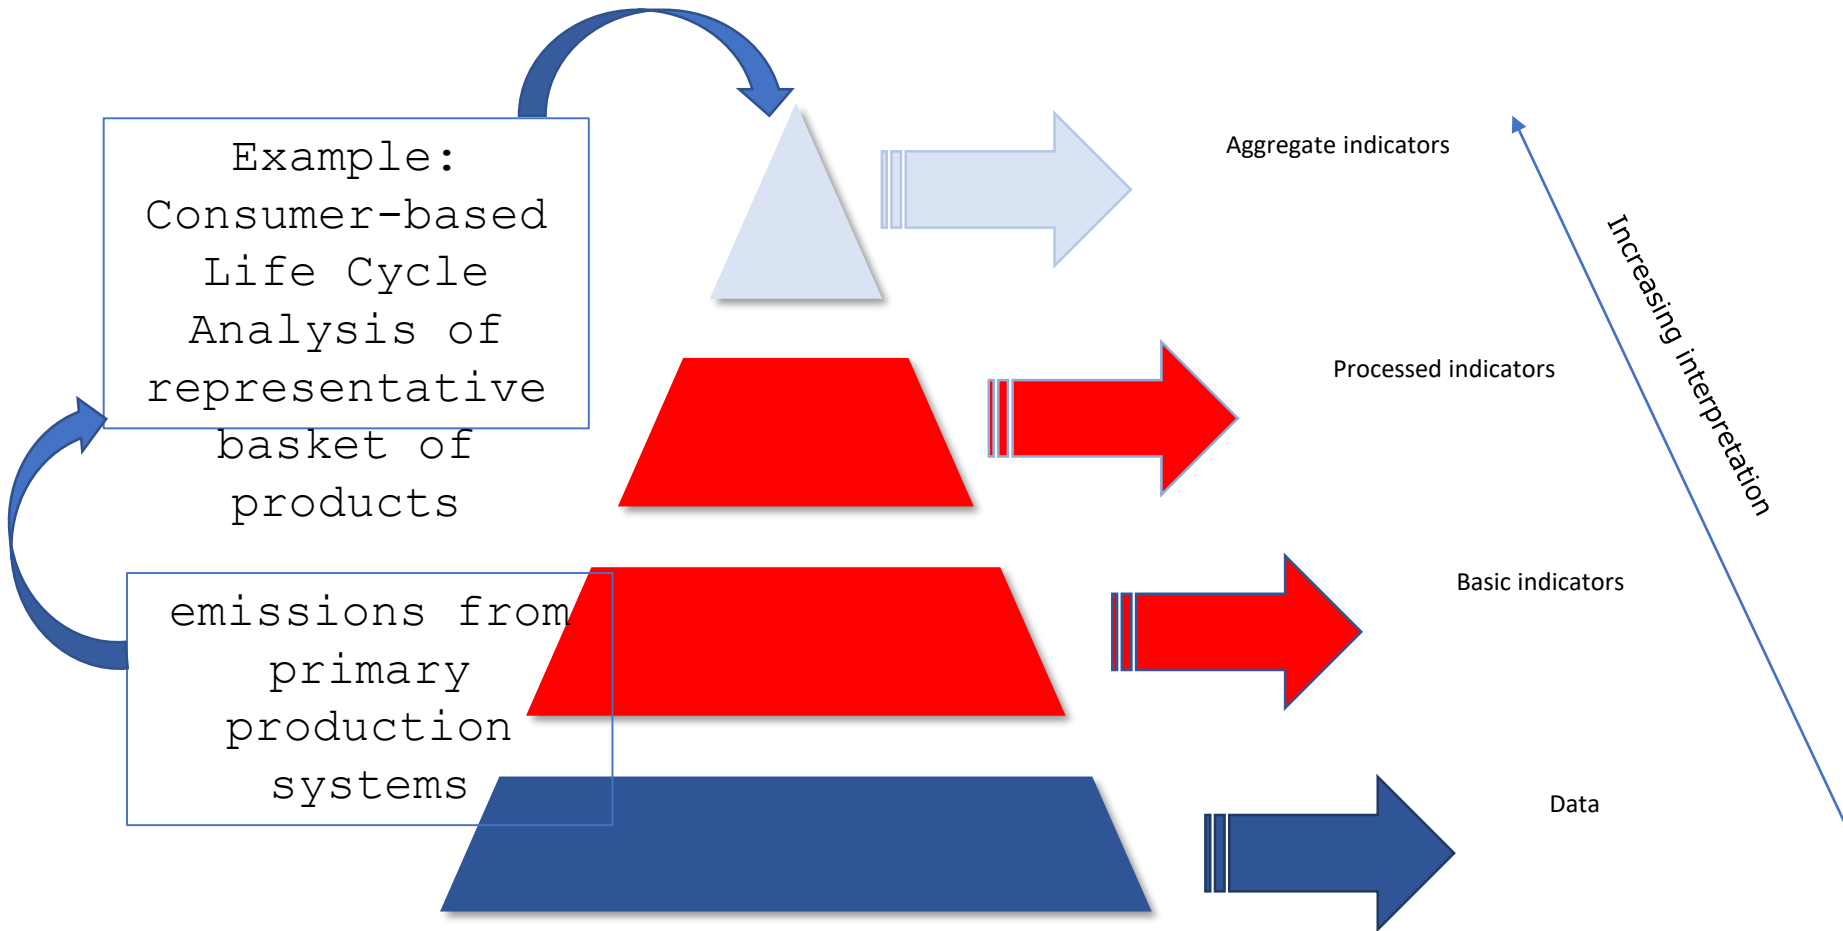 Example:
Consumer-based
Life Cycle
Analysis of
representative
basket of
products
emissions from
primary
production
systems
Aggregate indicators
Processed indicators
Basic indicators
Data
Increasing interpretation